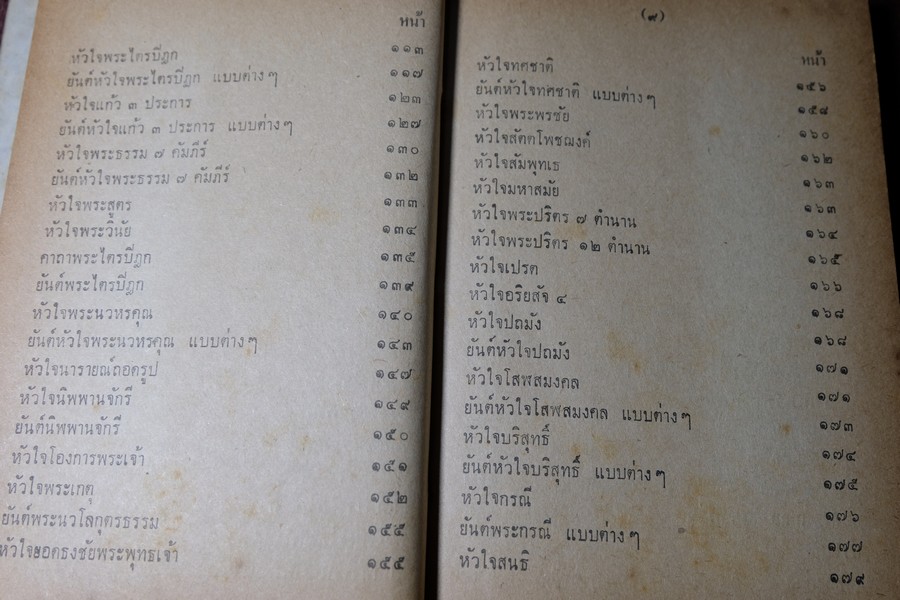 หน้า
หัวใจพระไตรปิฎก ๑๑๓
ยันต์หัวใจพระไตรปิฎก แบบต่างๆ ๑๑๗
หัวใจแก้ว ๓ ประการ ๑๒๓
ยันต์หัวใจแก้ว ๓ ประการ แบบต่างๆ ๑๒๗
หัวใจพระธรรม ๗ คัมภีร์ ๑๓๐
ยันต์หัวใจพระธรรม ๗ คัมภีร์ ๑๓๒
หัวใจพระสูตร ๑๓๓
หัวใจพระวินัย ๑๓๔
คาถาพระไตรปิฎก ๑๓๕
ยันต์พระไตรปิฎก ๑๓๙
หัวใจพระนวหรคุณ ๑๔๐
ยันต์หัวใจพระนวหรคุณ แบบต่างๆ ๑๔๓
หัวใจนารายณ์ถอดรูป ๑๔๗
หัวใจนิพพานจักรี ๑๔๙
ยันต์นิพพานจักรี ๑๕๐
หัวใจโองการพระเจ้า ๑๕๑
หัวใจพระเกตุ ๑๕๒
ยันต์พระนวโลกุตรธรรม ๑๕๕
หัวใจยอดธงชัยพระพุทธเจ้า ๑๕๕
(๙)
หน้า
หัวใจทศชาติ ๑๕๖
ยันต์หัวใจทศชาติ แบบต่างๆ ๑๕๘
หัวใจพระพรชัย ๑๖๐
หัวใจสัตตโพชฌงค์ ๑๖๒
หัวใจสัมพุทเธ ๑๖๓
หัวใจมหาสมัย ๑๖๓
หัวใจพระปริตร ๗ ตำนาน ๑๖๔
หัวใจพระปริตร ๑๒ ตำนาน ๑๖๕
หัวใจเปรต ๑๖๖
หัวใจอริยสัจ ๔ ๑๖๘
หัวใจปถมัง ๑๖๘
ยันต์หัวใจปถมัง ๑๗๑
หัวใจโสฬสมงคล ๑๗๑
ยันต์หัวใจโสฬสมงคล แบบต่างๆ ๑๗๓
หัวใจบริสุทธิ์ ๑๗๔
ยันต์หัวใจบริสุทธิ์ แบบต่างๆ ๑๗๕
หัวใจกรณี ๑๗๖
ยันต์พระกรณี แบบต่างๆ ๑๗๗
หัวใจสนธิ ๑๗๙